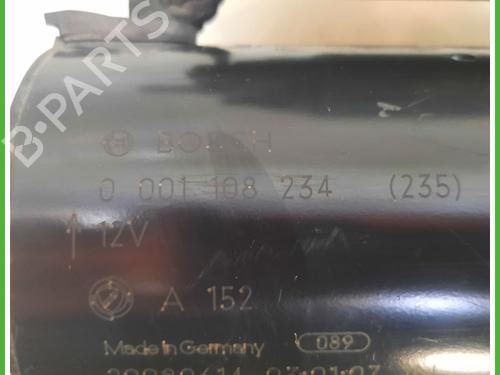 B-PARTS
BOSCH
0 001 108 234 (235)
12V
A 152
Made in Germany 089